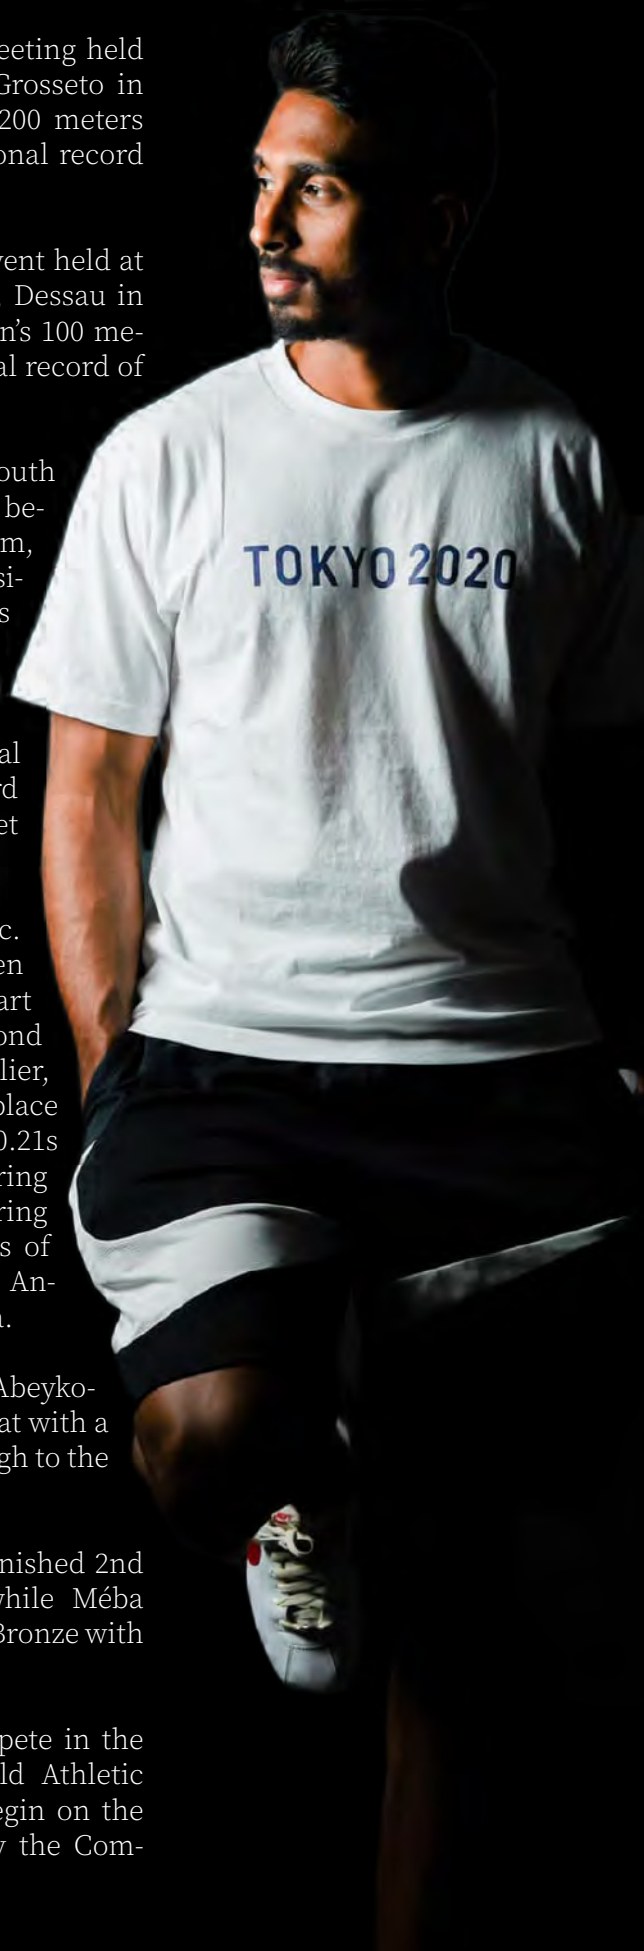 eeting held
Grosseto in
200 meters
onal record
vent held at
Dessau in
n's 100 me-
al record of
outh
be-
m,
si-
s
TOKYO 2020
al
rd
et
c.
en
art
ond
lier,
place
0.21s
ring
ring
s of
An-
Abeyko-
at with a
gh to the
nished 2nd
while Méba
Bronze with
pete in the
ld Athletic
egin on the
y the Com-